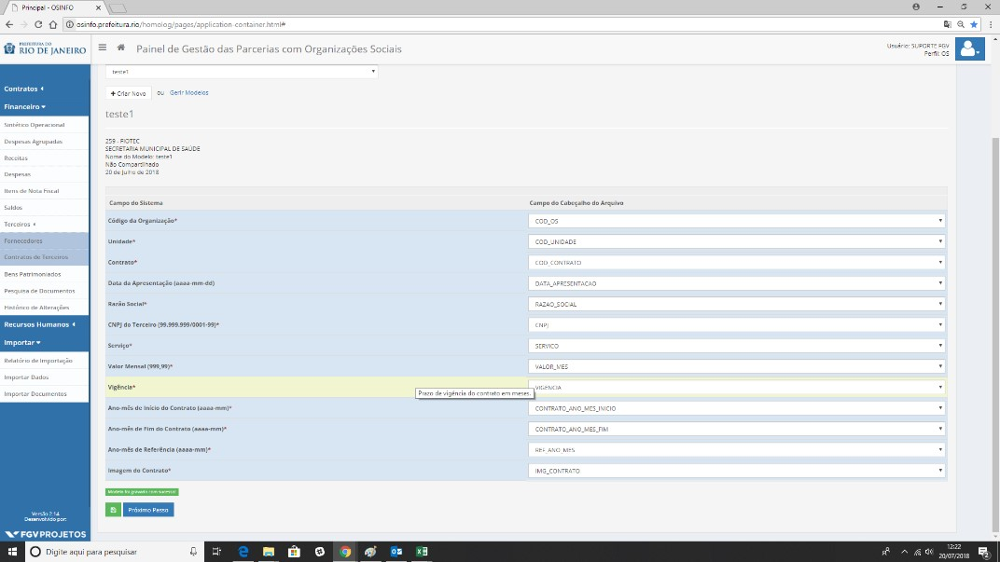 Principal - OSINFO
osinfo.prefeitura.rio/homolog/pages/application-container.html#
PREFEITURA DO
RIO DE JANEIRO
Painel de Gestão das Parcerias com Organizações Sociais
Usuário: SUPORTE FGV
Perfil: OS
Contratos
Financeiro
Sintético Operacional
Despesas Agrupadas
Receitas
Despesas
Itens de Nota Fiscal
Saldos
Terceiros
Fornecedores
Contratos de Terceiros
Bens Patrimoniados
Pesquisa de Documentos
Histórico de Alterações
Recursos Humanos
Importar
Relatório de Importação
Importar Dados
Importar Documentos
Versão 2.14
Desenvolvido por:
FGV PROJETOS
teste1
+ Criar Novo ou Gerir Modelos
teste1
259 - FIOTEC
SECRETARIA MUNICIPAL DE SAÚDE
Nome do Modelo: teste1
Não Compartilhado
20 de Julho de 2018
Campo do Sistema Campo do Cabeçalho do Arquivo
Código da Organização* COD_OS
Unidade* COD_UNIDADE
Contrato* COD_CONTRATO
Data da Apresentação (aaaa-mm-dd) DATA_APRESENTACAO
Razão Social* RAZAO_SOCIAL
CNPJ do Terceiro (99.999.999/0001-99)* CNPJ
Serviço* SERVICO
Valor Mensal (999,99)* VALOR_MES
Vigência* VIGENCIA
Prazo de vigência do contrato em meses.
Ano-mês de Início do Contrato (aaaa-mm)* CONTRATO_ANO_MES_INICIO
Ano-mês de Fim do Contrato (aaaa-mm)* CONTRATO_ANO_MES_FIM
Ano-mês de Referência (aaaa-mm)* REF_ANO_MES
Imagem do Contrato* IMG_CONTRATO
Modelo foi gravado com sucesso!
Próximo Passo
Digite aqui para pesquisar
12:22
20/07/2018
2